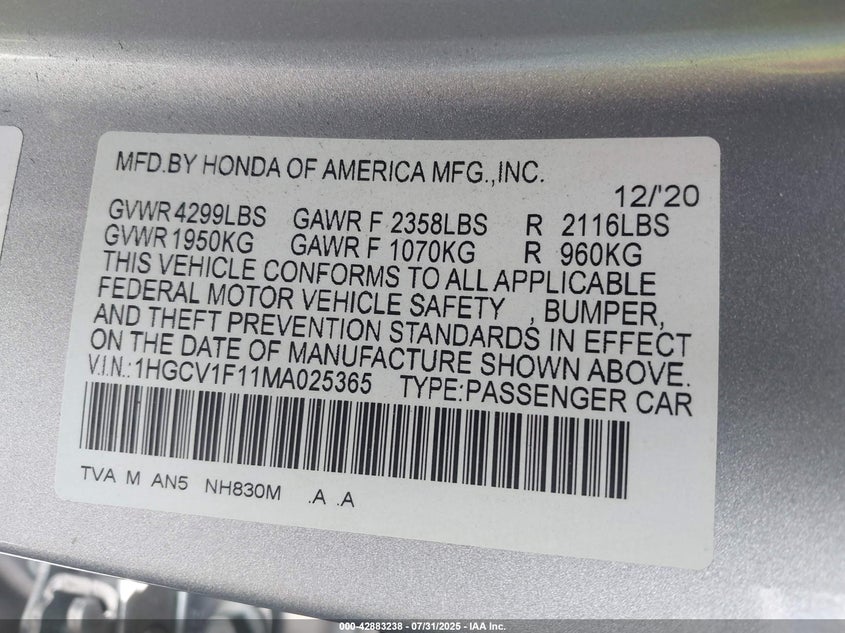 MFD.BY HONDA OF AMERICA MFG.,INC.
12/'20
GVWR 4299LBS GAWR F 2358LBS R 2116LBS
GVWR 1950KG GAWR F 1070KG R 960KG
THIS VEHICLE CONFORMS TO ALL APPLICABLE
FEDERAL MOTOR VEHICLE SAFETY , BUMPER,
AND THEFT PREVENTION STANDARDS IN EFFECT
ON THE DATE OF MANUFACTURE SHOWN ABOVE.
V.I.N.: 1HGCV1F11MA025365 TYPE:PASSENGER CAR
TVA M AN5 NH830M .A .A
000-42883238 - 07/31/2025 - IAA Inc.